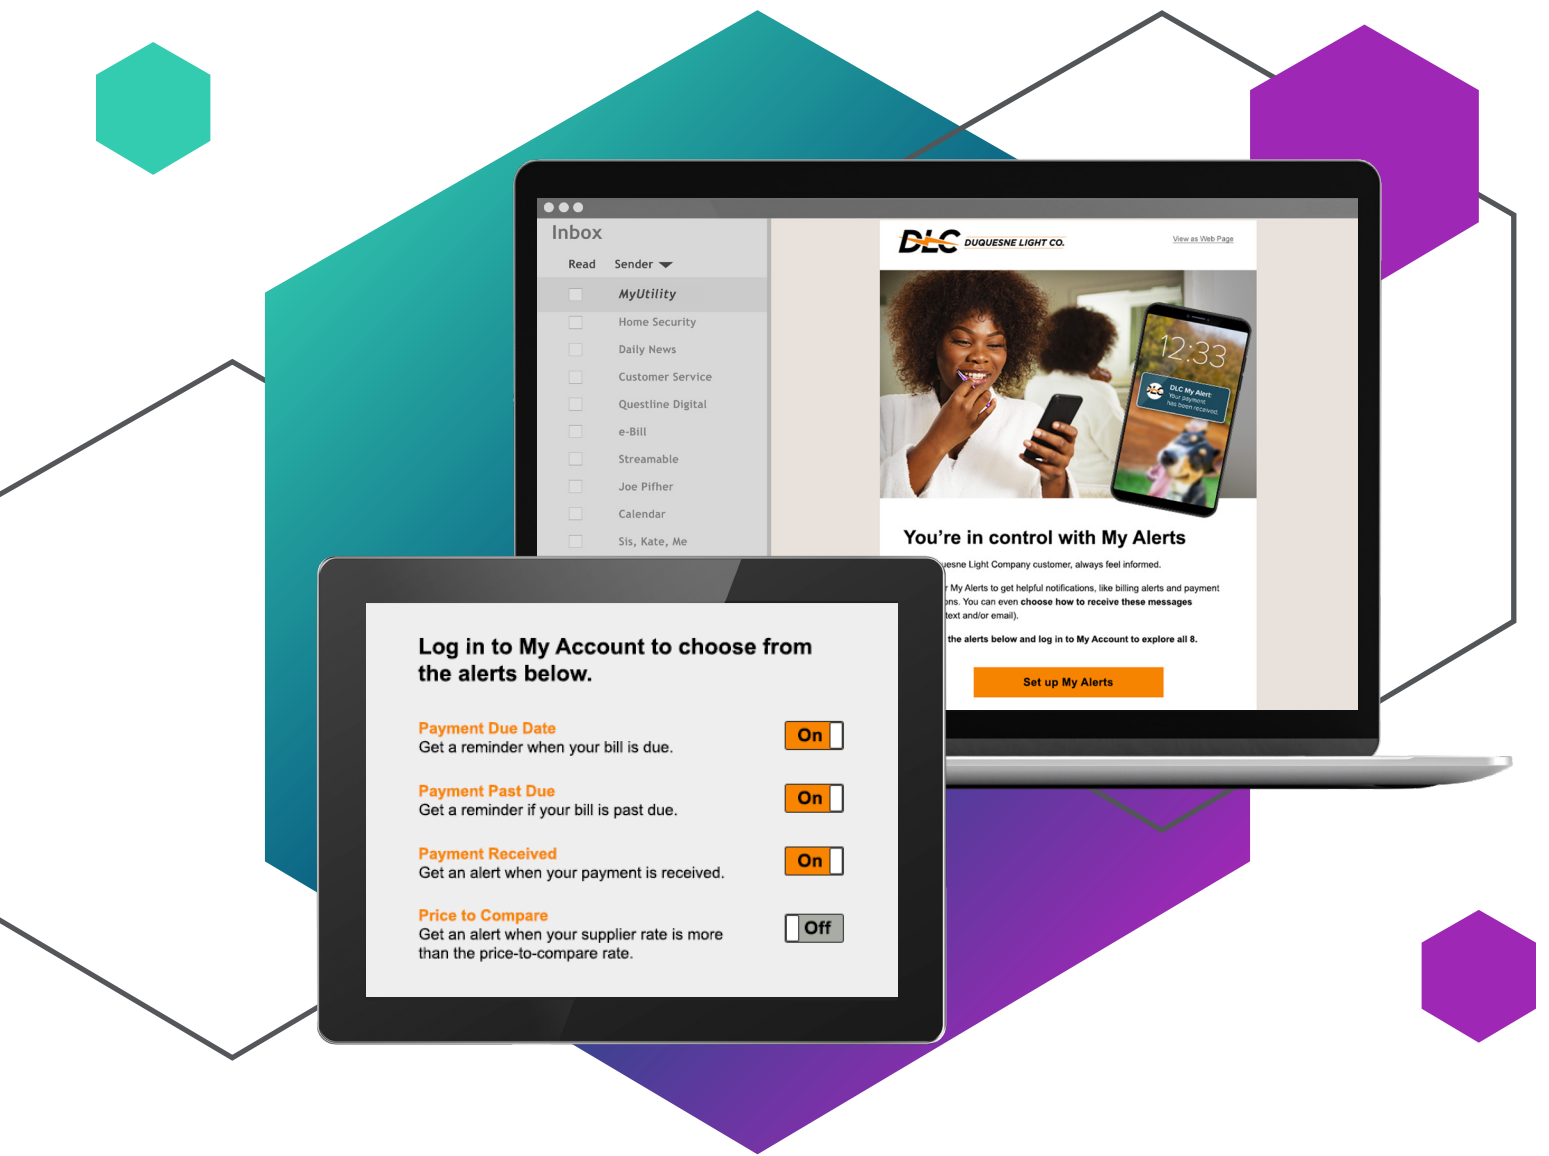 Inbox
Read Sender
MyUtility
Home Security
Daily News
Customer Service
Questline Digital
e-Bill
Streamable
Joe Pifher
Calendar
Sis, Kate, Me
DLC DUQUESNE LIGHT CO.
View as Web Page
12:33
DLC
DLC My Alert:
Your payment
has been received.
You're in control with My Alerts
uesne Light Company customer, always feel informed.
r My Alerts to get helpful notifications, like billing alerts and payment
ons. You can even choose how to receive these messages
text and/or email).
the alerts below and log in to My Account to explore all 8.
Set up My Alerts
Log in to My Account to choose from
the alerts below.
Payment Due Date
Get a reminder when your bill is due.
On
Payment Past Due
Get a reminder if your bill is past due.
On
Payment Received
Get an alert when your payment is received.
On
Price to Compare
Get an alert when your supplier rate is more
than the price-to-compare rate.
Off